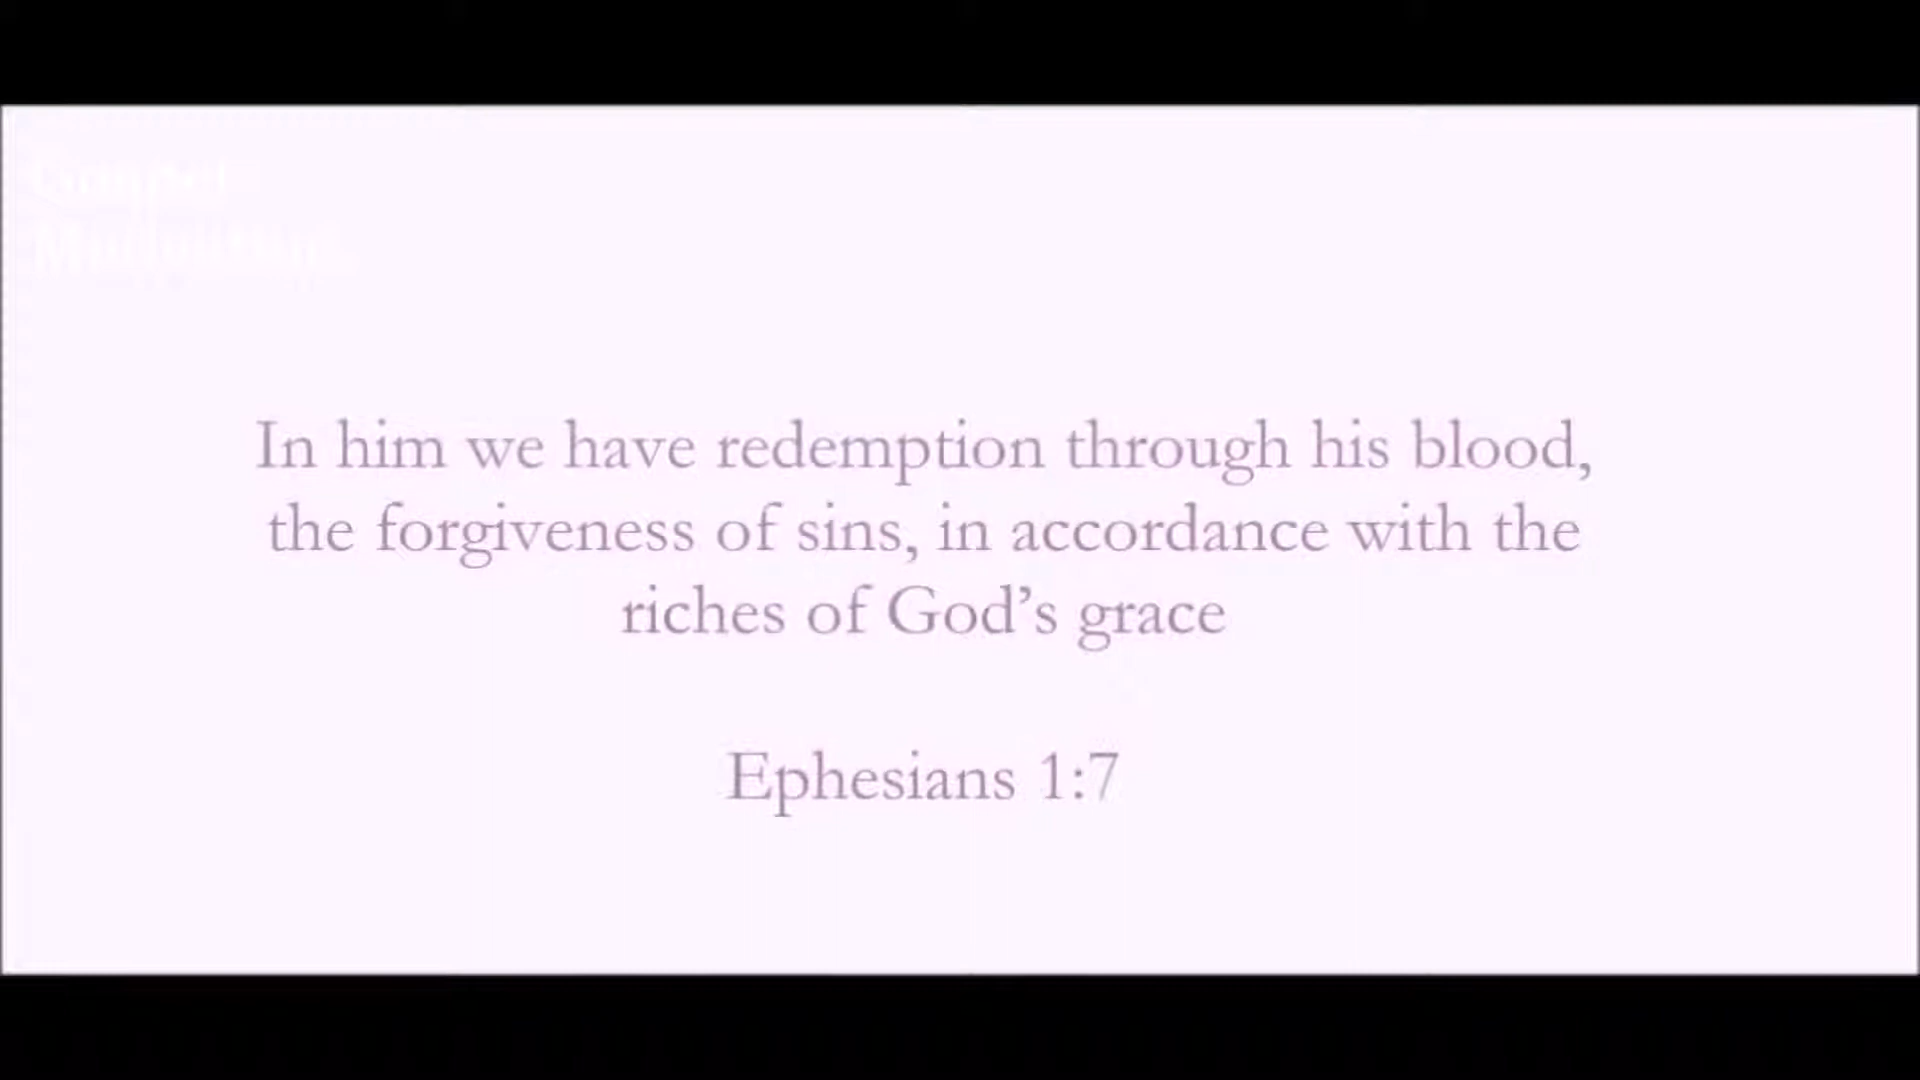 In him we have redemption through his blood,
the forgiveness of sins, in accordance with the
riches of God’s grace
Ephesians 1:7